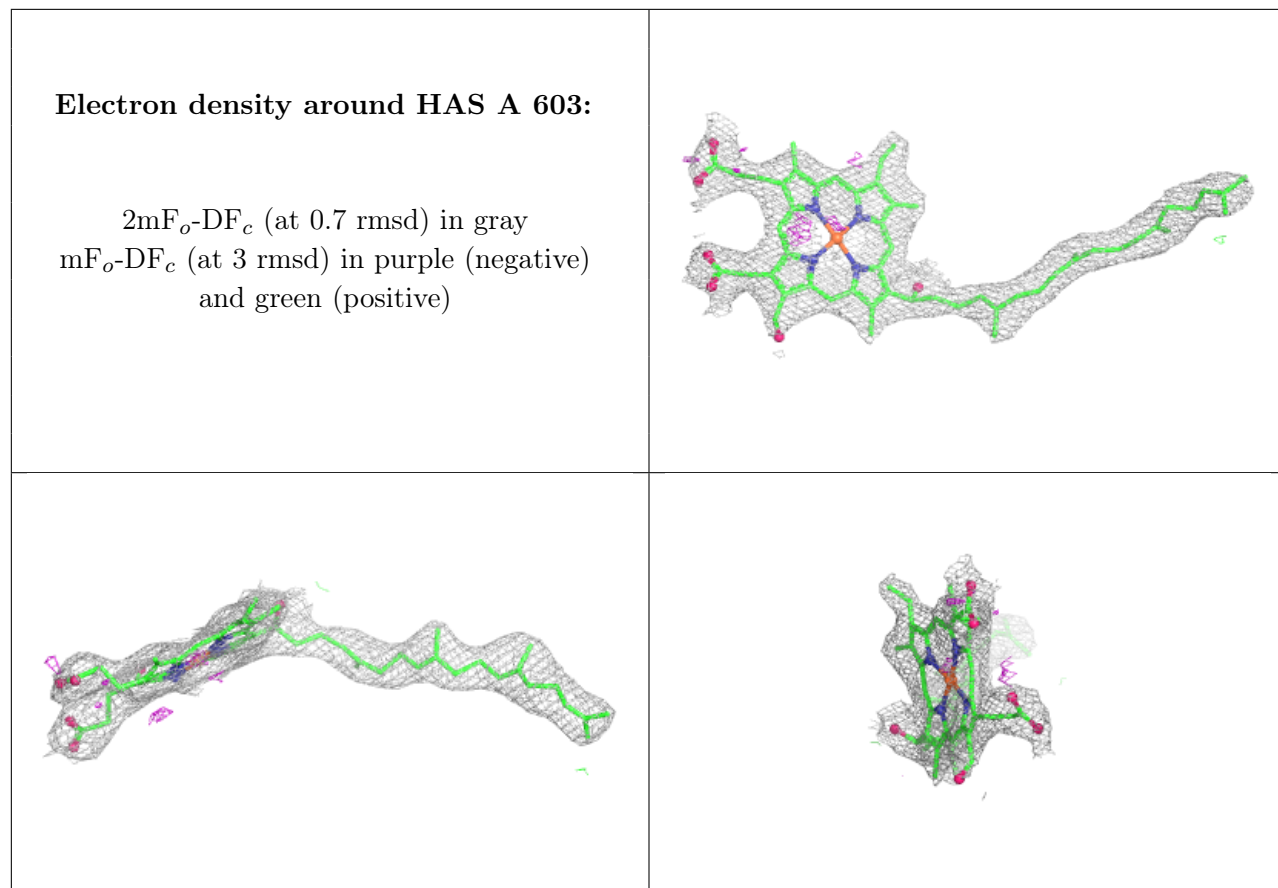 Electron density around HAS A 603:
2mFₒ-DF𝒸 (at 0.7 rmsd) in gray
mFₒ-DF𝒸 (at 3 rmsd) in purple (negative)
and green (positive)